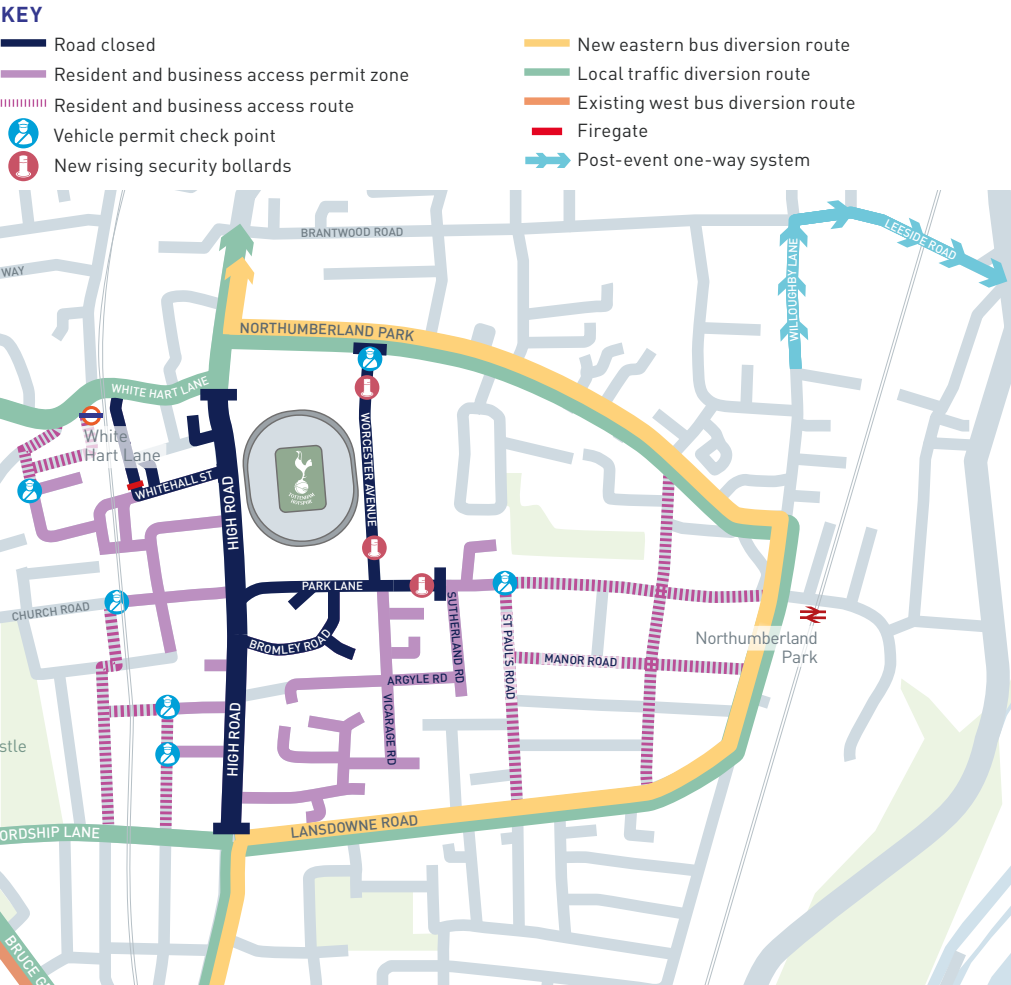 KEY
Road closed
Resident and business access permit zone
Resident and business access route
Vehicle permit check point
New rising security bollards
New eastern bus diversion route
Local traffic diversion route
Existing west bus diversion route
Firegate
Post-event one-way system
BRANTWOOD ROAD
LEESIDE ROAD
WAY
WILLOUGHBY LANE
NORTHUMBERLAND PARK
WHITE HART LANE
White
Hart Lane
WORCESTER AVENUE
TOTTENHAM
HOTSPUR
WHITEHALL ST
HIGH ROAD
PARK LANE
CHURCH ROAD
SUTHERLAND RD
ST PAUL'S ROAD
BROMLEY ROAD
Northumberland
Park
MANOR ROAD
ARGYLE RD
VICARAGE RD
HIGH ROAD
stle
LANSDOWNE ROAD
ORDSHIP LANE
BRUCE G